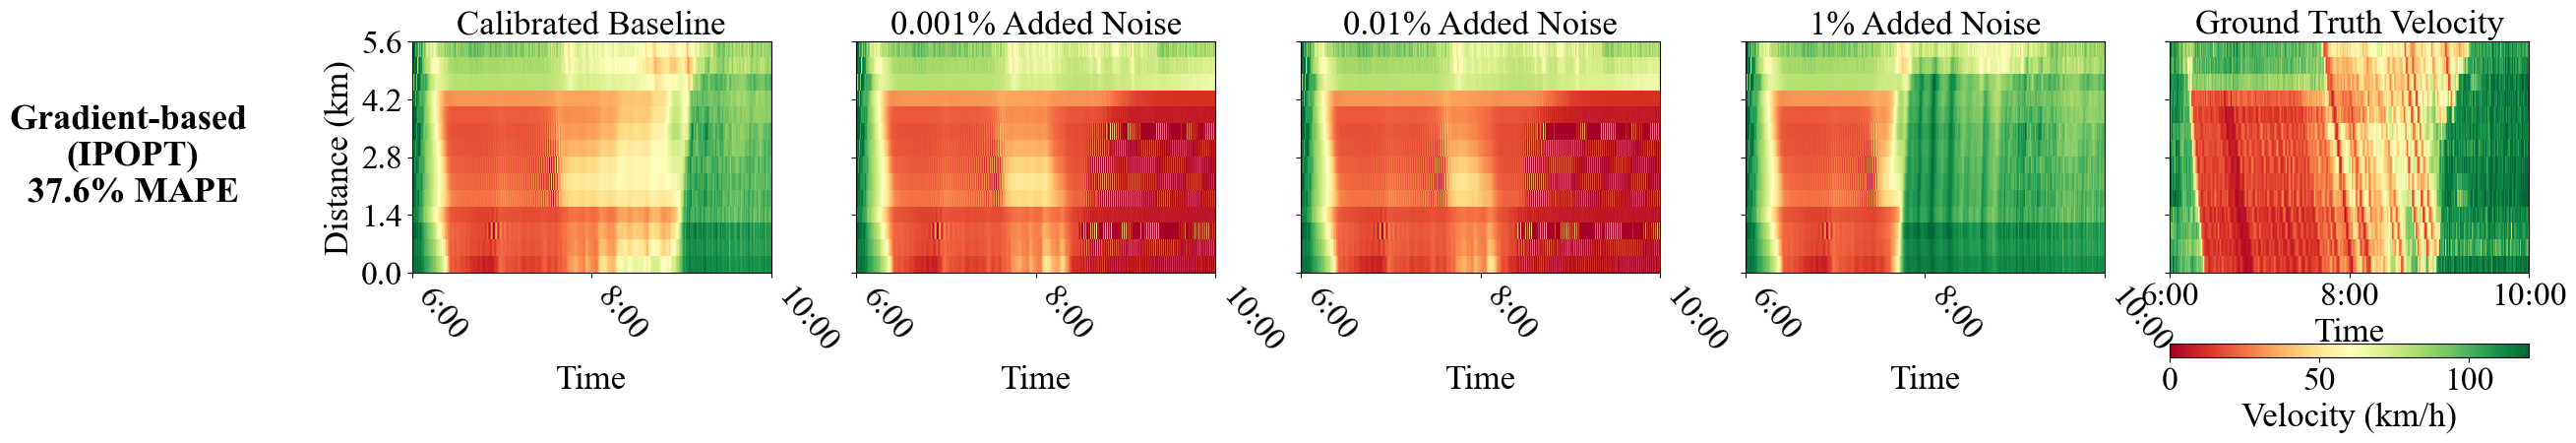 Calibrated Baseline
0.001% Added Noise
0.01% Added Noise
1% Added Noise
Ground Truth Velocity
Gradient-based
(IPOPT)
37.6% MAPE
Distance (km)
5.6
4.2
2.8
1.4
0.0
6:00
8:00
10:00
Time
6:00
8:00
10:00
Time
6:00
8:00
10:00
Time
6:00
8:00
10:00
Time
6:00
8:00
10:00
Time
0
50
100
Velocity (km/h)